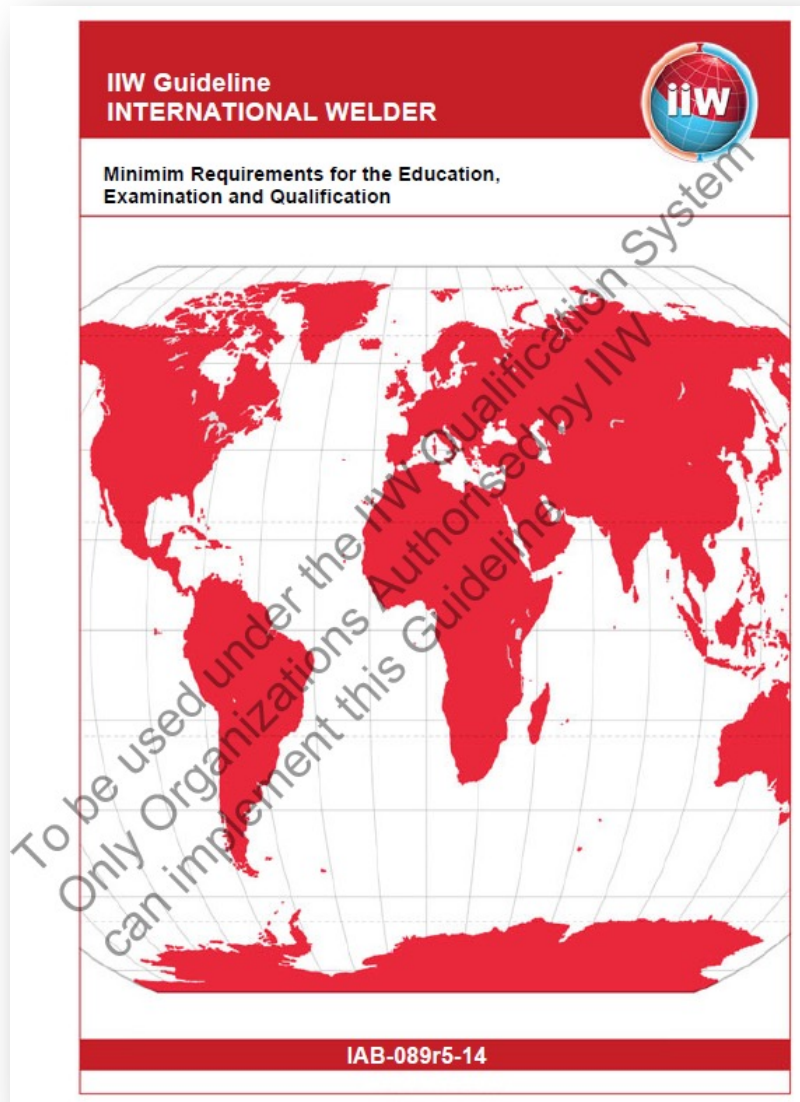 IIW Guideline
INTERNATIONAL WELDER
iiw
Minimim Requirements for the Education,
Examination and Qualification
To be used under the IIW Qualification System
Only Organizations Authorised by IIW
can implement this Guideline
IAB-089r5-14